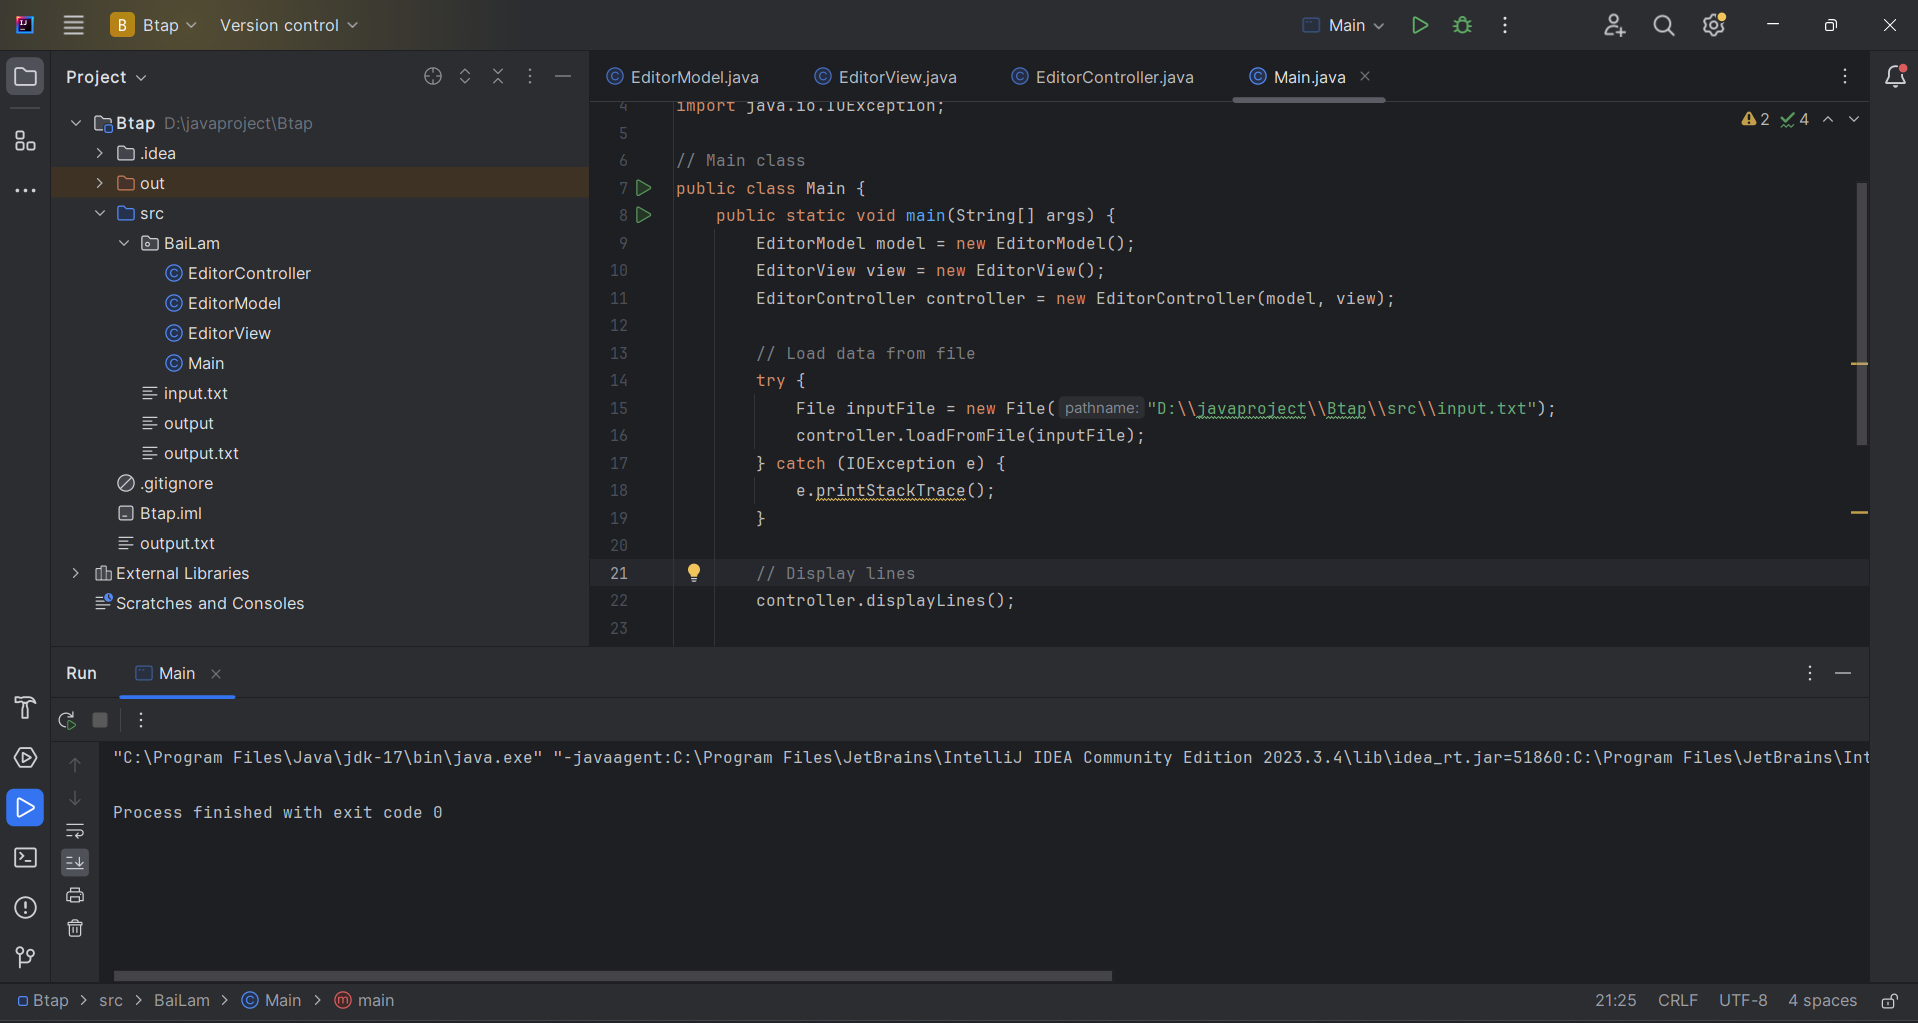 B Btap Version control Main
Project
EditorModel.java EditorView.java EditorController.java Main.java
Btap D:\javaproject\Btap
.idea
out
src
BaiLam
EditorController
EditorModel
EditorView
Main
input.txt
output
output.txt
.gitignore
Btap.iml
output.txt
External Libraries
Scratches and Consoles
2 4
4 import java.io.IOException;
5
6 // Main class
7 public class Main {
8 public static void main(String[] args) {
9 EditorModel model = new EditorModel();
10 EditorView view = new EditorView();
11 EditorController controller = new EditorController(model, view);
12
13 // Load data from file
14 try {
15 File inputFile = new File( pathname: "D:\\javaproject\\Btap\\src\\input.txt");
16 controller.loadFromFile(inputFile);
17 } catch (IOException e) {
18 e.printStackTrace();
19 }
20
21 // Display lines
22 controller.displayLines();
23
Run Main
"C:\Program Files\Java\jdk-17\bin\java.exe" "-javaagent:C:\Program Files\JetBrains\IntelliJ IDEA Community Edition 2023.3.4\lib\idea_rt.jar=51860:C:\Program Files\JetBrains\Int
Process finished with exit code 0
Btap > src > BaiLam > Main > main 21:25 CRLF UTF-8 4 spaces